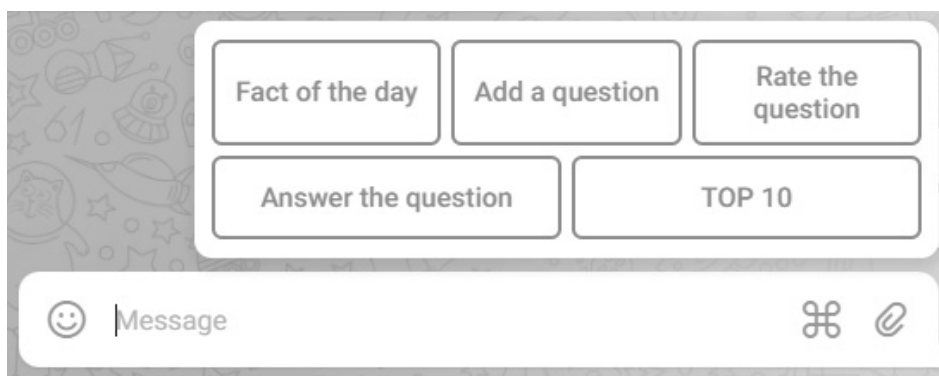 Fact of the day
Add a question
Rate the
question
Answer the question
TOP 10
Message